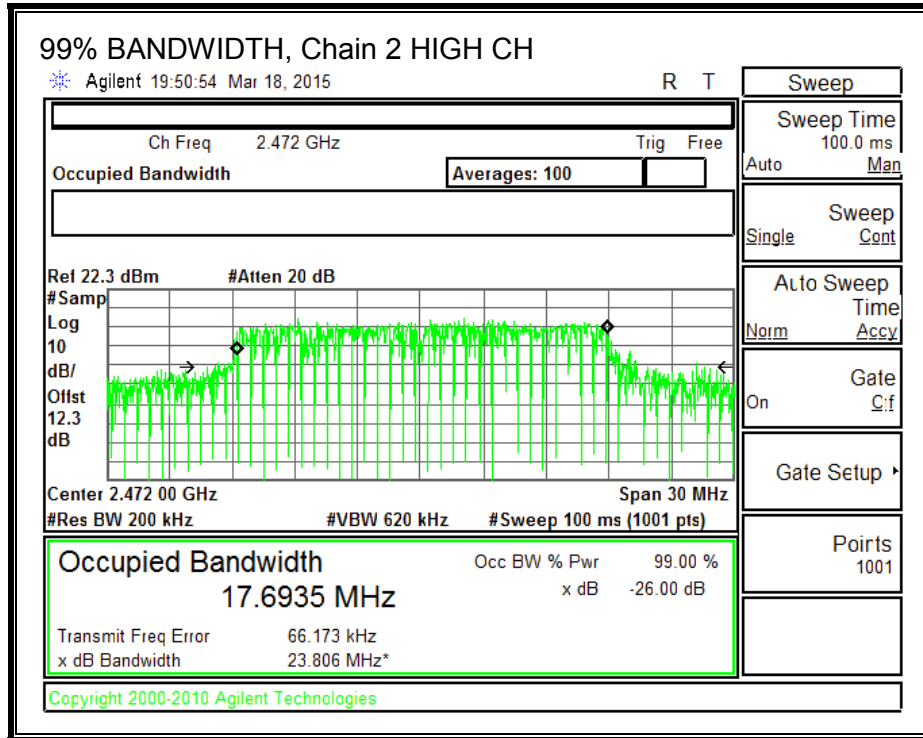 99% BANDWIDTH, Chain 2 HIGH CH
Agilent 19:50:54 Mar 18, 2015 R T
Ch Freq 2.472 GHz Trig Free
Occupied Bandwidth Averages: 100
Ref 22.3 dBm #Atten 20 dB
#Samp
Log
10
dB/
Offst
12.3
dB
Center 2.472 00 GHz Span 30 MHz
#Res BW 200 kHz #VBW 620 kHz #Sweep 100 ms (1001 pts)
Occupied Bandwidth Occ BW % Pwr 99.00 %
17.6935 MHz x dB -26.00 dB
Transmit Freq Error 66.173 kHz
x dB Bandwidth 23.806 MHz*
Copyright 2000-2010 Agilent Technologies
Sweep
Sweep Time
100.0 ms
Auto Man
Sweep
Single Cont
Auto Sweep
Time
Norm Accy
Gate
On Off
Gate Setup
Points
1001